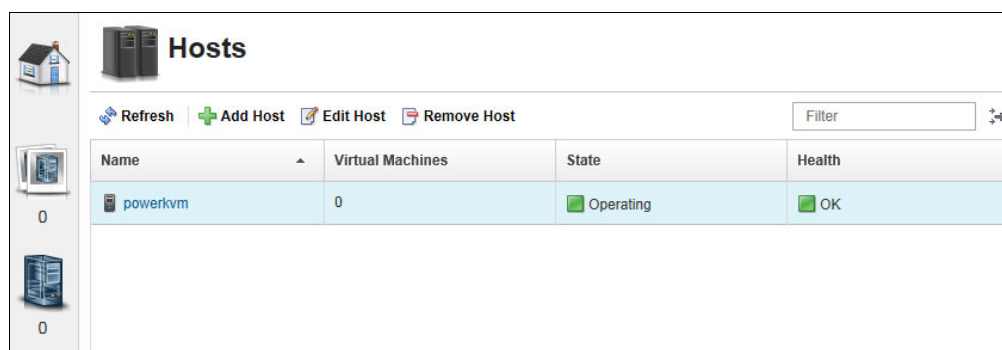 Hosts
Refresh Add Host Edit Host Remove Host Filter
Name Virtual Machines State Health
powerkvm 0 Operating OK
0
0